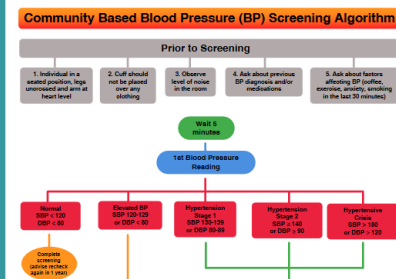 Community Based Blood Pressure (BP) Screening Algorithm
Prior to Screening
1. Individual in a
seated position, legs
unorossed and arm at
heart level
2. Cuff should
not be placed
over any
clothing
3. Observe
level of noise
in the room
4. Ask about previous
BP diagnosis and/or
medications
5. Ask about factors
affecting BP (coffee,
exercise, anxiety, smoking
in the last 30 minutes)
Wait 5
minutes
1st Blood Pressure
Reading
Normal
SBP < 120
DBP < 80
Elevated BP
SBP 120-129
or DBP < 80
Hypertension
Stage 1
SBP 130-139
or DBP 80-89
Hypertension
Stage 2
SBP ≥ 140
or DBP ≥ 90
Hypertensive
Crisis
SBP > 180
or DBP > 120
Complete
screening
(advise recheck
again in 1 year)